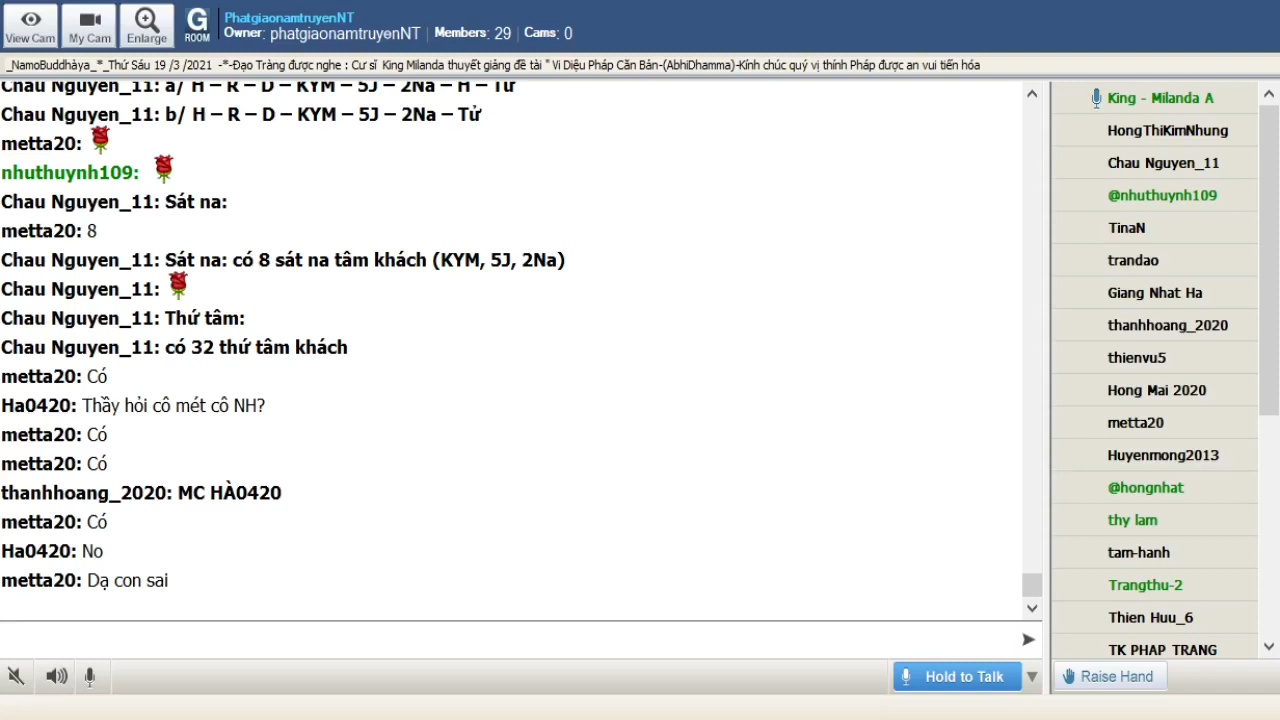 PhatgiaonamtruyenNT
View Cam
My Cam
Enlarge
G
ROOM
Owner: phatgiaonamtruyenNT | Members: 29 | Cams: 0
_NamoBuddhàya_*_Thứ Sáu 19 /3 /2021 -*-Đạo Tràng được nghe : Cư sĩ King Milanda thuyết giảng đề tài " Vi Diệu Pháp Căn Bản-(AbhiDhamma)-Kính chúc quý vị thính Pháp được an vui tiến hóa
Chau Nguyen_11: a/ H – R – D – KYM – 5J – 2Na – H – Tử
Chau Nguyen_11: b/ H – R – D – KYM – 5J – 2Na – Tử
metta20:
nhuthuynh109:
Chau Nguyen_11: Sát na:
metta20: 8
Chau Nguyen_11: Sát na: có 8 sát na tâm khách (KYM, 5J, 2Na)
Chau Nguyen_11:
Chau Nguyen_11: Thứ tâm:
Chau Nguyen_11: có 32 thứ tâm khách
metta20: Có
Ha0420: Thầy hỏi cô mét cô NH?
metta20: Có
metta20: Có
thanhhoang_2020: MC HÀ0420
metta20: Có
Ha0420: No
metta20: Dạ con sai
King - Milanda A
HongThiKimNhung
Chau Nguyen_11
@nhuthuynh109
TinaN
trandao
Giang Nhat Ha
thanhhoang_2020
thienvu5
Hong Mai 2020
metta20
Huyenmong2013
@hongnhat
thy lam
tam-hanh
Trangthu-2
Thien Huu_6
TK PHAP TRANG
Hold to Talk
Raise Hand